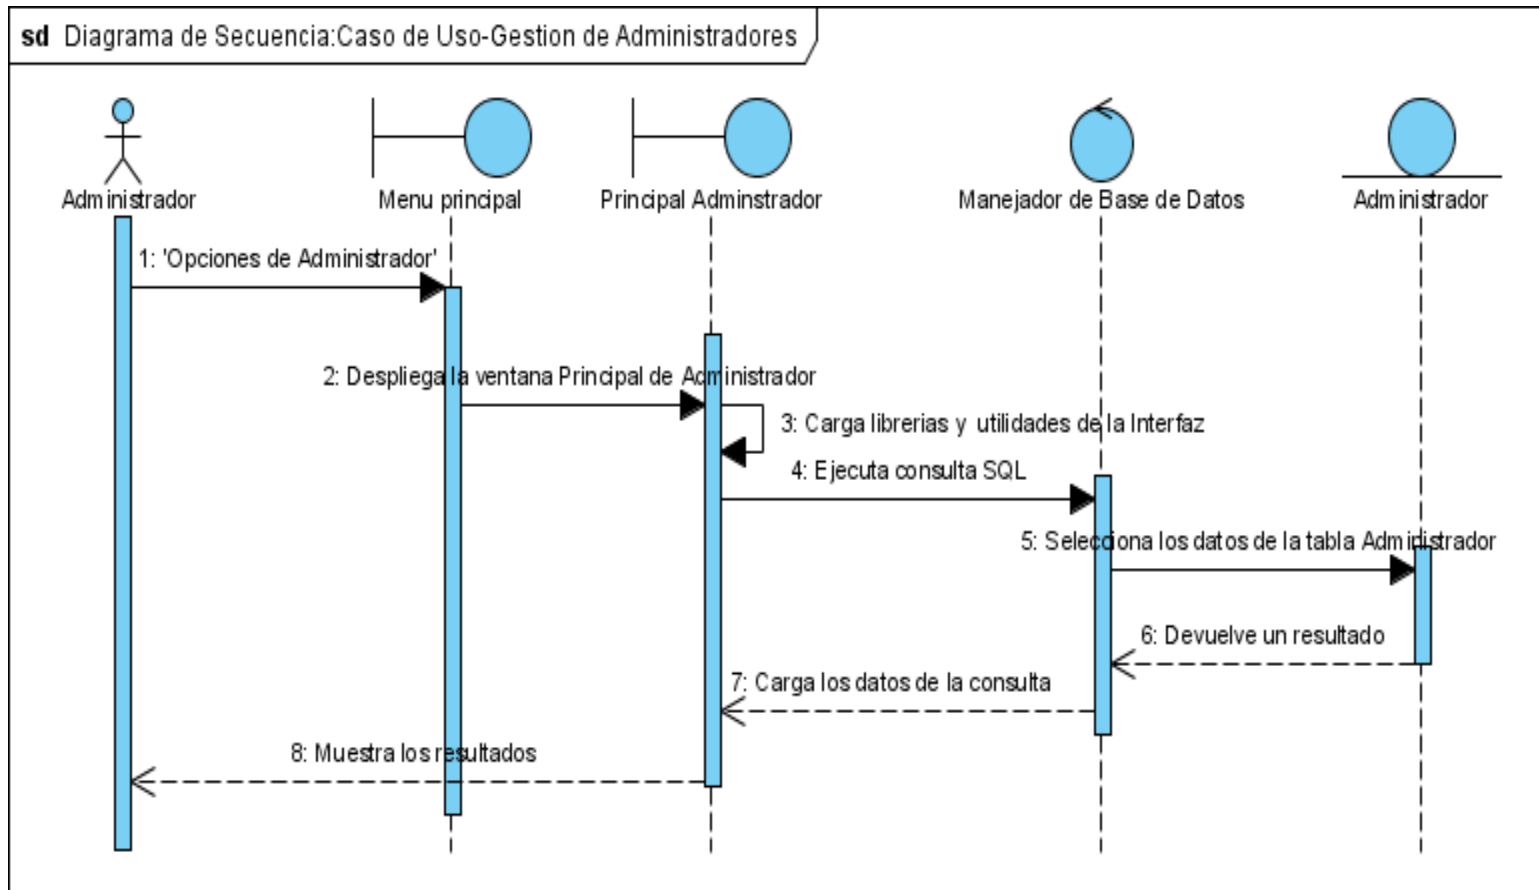 sd Diagrama de Secuencia:Caso de Uso-Gestion de Administradores
Administrador
Menu principal
Principal Adminstrador
Manejador de Base de Datos
Administrador
1: 'Opciones de Administrador'
2: Despliega la ventana Principal de Administrador
3: Carga librerias y utilidades de la Interfaz
4: Ejecuta consulta SQL
5: Selecciona los datos de la tabla Administrador
6: Devuelve un resultado
7: Carga los datos de la consulta
8: Muestra los resultados